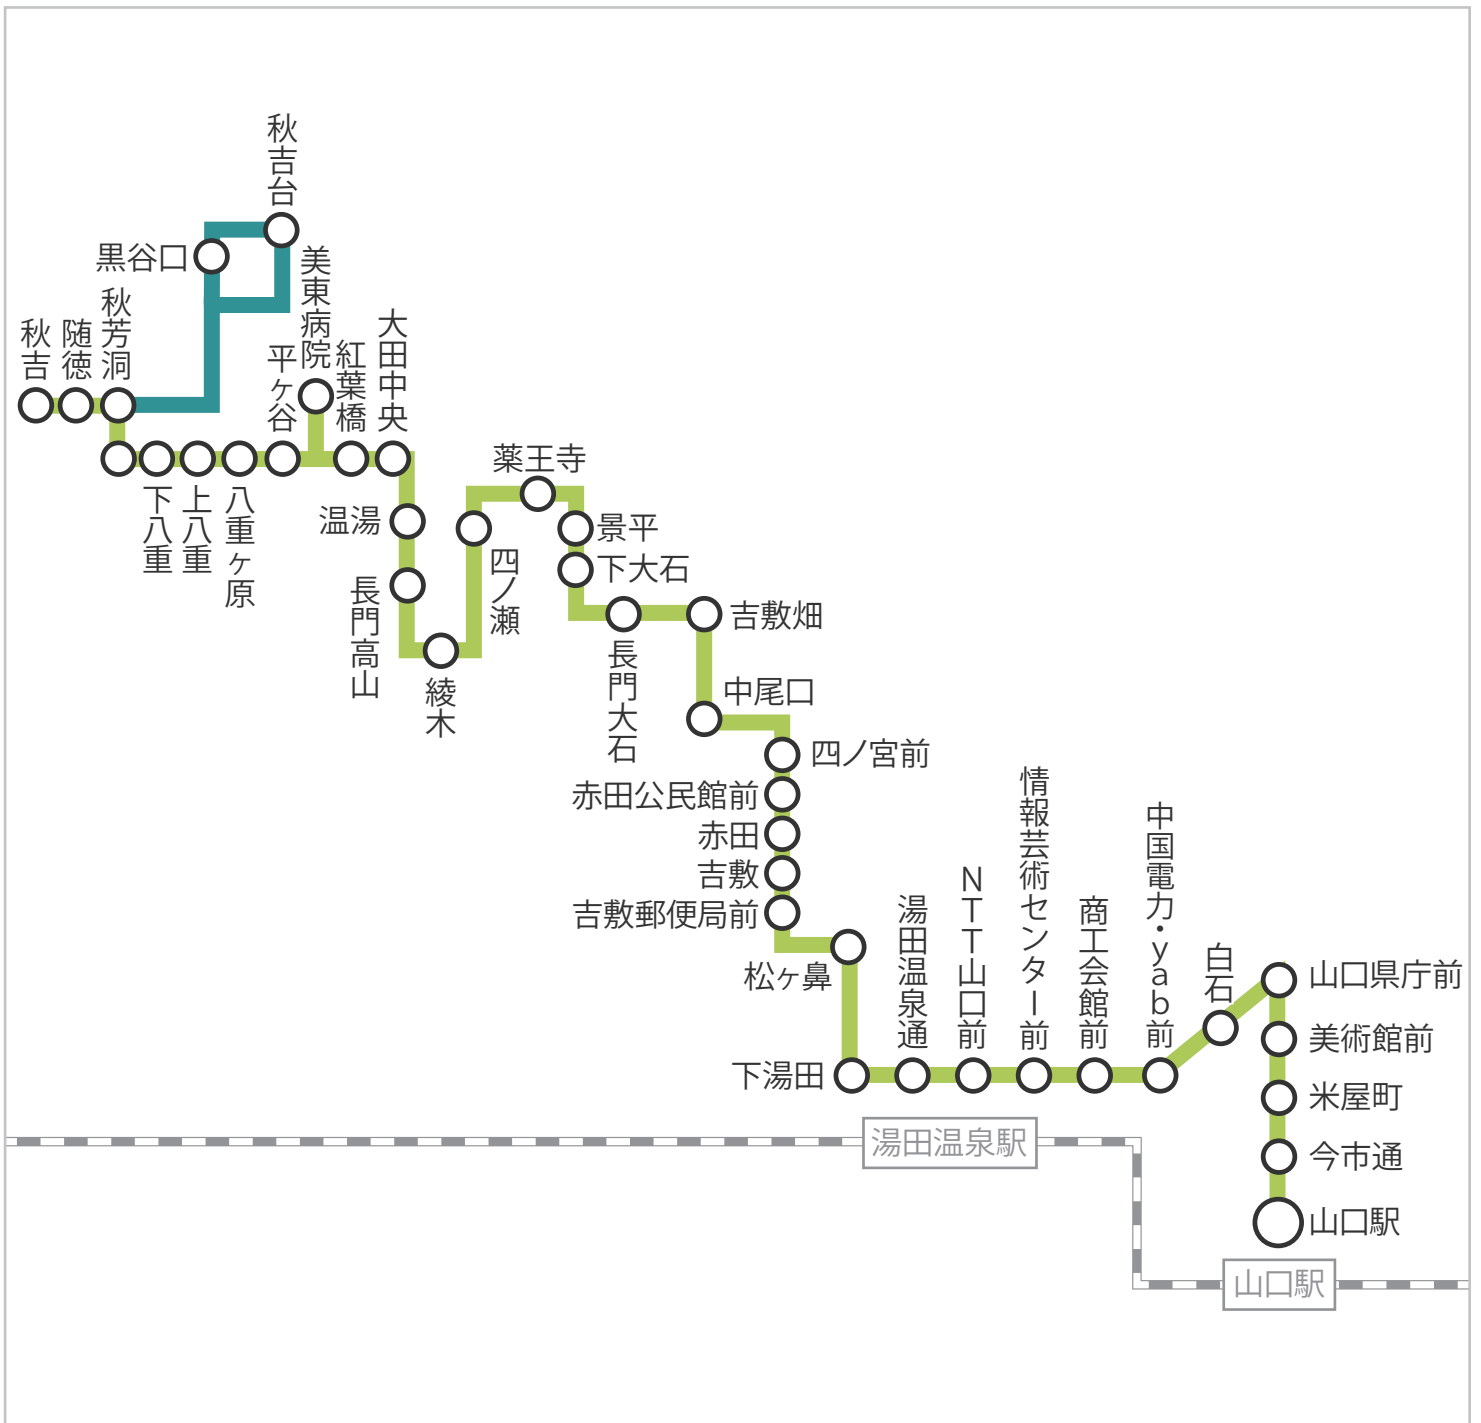 秋吉台
黒谷口
秋吉
随徳
秋芳洞
美東病院
平ヶ谷
紅葉橋
大田中央
下八重
上八重
八重ヶ原
温湯
長門高山
綾木
四ノ瀬
薬王寺
景平
下大石
長門大石
吉敷畑
中尾口
四ノ宮前
赤田公民館前
赤田
吉敷
吉敷郵便局前
松ヶ鼻
下湯田
湯田温泉通
NTT山口前
情報芸術センター前
商工会館前
中国電力・yab前
白石
山口県庁前
美術館前
米屋町
今市通
山口駅
湯田温泉駅
山口駅